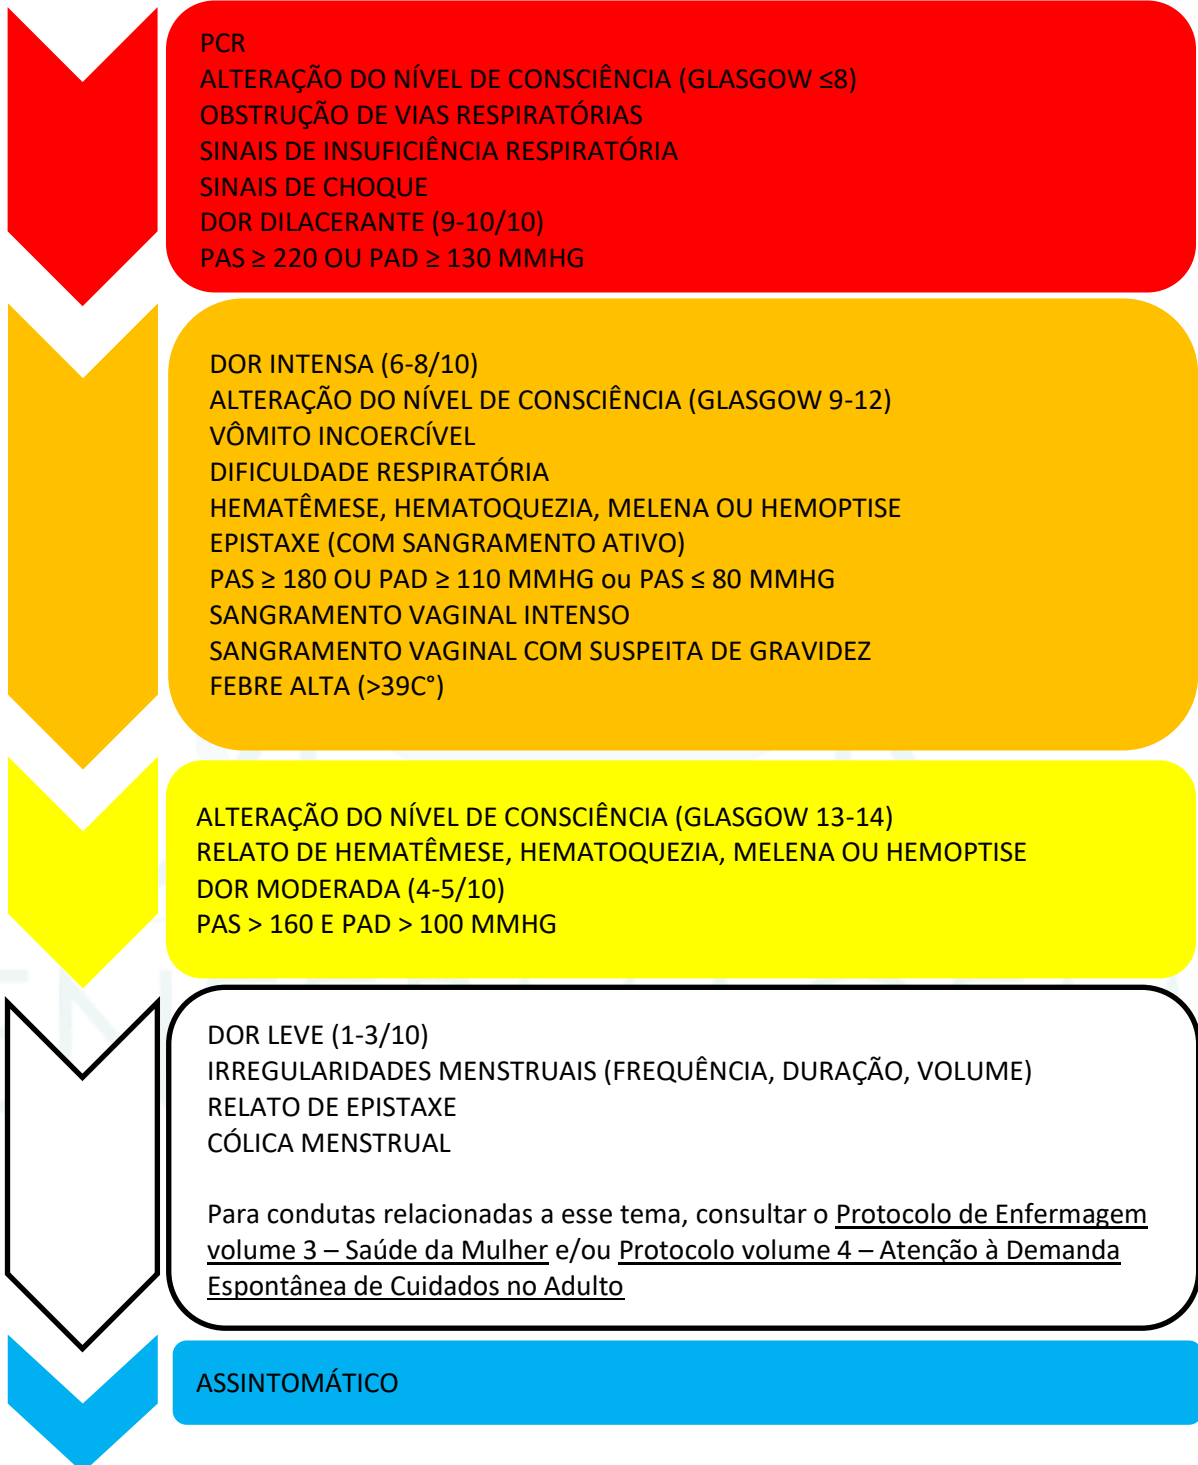 PCR
ALTERAÇÃO DO NÍVEL DE CONSCIÊNCIA (GLASGOW ≤8)
OBSTRUÇÃO DE VIAS RESPIRATÓRIAS
SINAIS DE INSUFICIÊNCIA RESPIRATÓRIA
SINAIS DE CHOQUE
DOR DILACERANTE (9-10/10)
PAS ≥ 220 OU PAD ≥ 130 MMHG
DOR INTENSA (6-8/10)
ALTERAÇÃO DO NÍVEL DE CONSCIÊNCIA (GLASGOW 9-12)
VÔMITO INCOERCÍVEL
DIFICULDADE RESPIRATÓRIA
HEMATÊMESE, HEMATOQUEZIA, MELENA OU HEMOPTISE
EPISTAXE (COM SANGRAMENTO ATIVO)
PAS ≥ 180 OU PAD ≥ 110 MMHG ou PAS ≤ 80 MMHG
SANGRAMENTO VAGINAL INTENSO
SANGRAMENTO VAGINAL COM SUSPEITA DE GRAVIDEZ
FEBRE ALTA (>39C°)
ALTERAÇÃO DO NÍVEL DE CONSCIÊNCIA (GLASGOW 13-14)
RELATO DE HEMATÊMESE, HEMATOQUEZIA, MELENA OU HEMOPTISE
DOR MODERADA (4-5/10)
PAS > 160 E PAD > 100 MMHG
DOR LEVE (1-3/10)
IRREGULARIDADES MENSTRUAIS (FREQUÊNCIA, DURAÇÃO, VOLUME)
RELATO DE EPISTAXE
CÓLICA MENSTRUAL
Para condutas relacionadas a esse tema, consultar o Protocolo de Enfermagem
volume 3 – Saúde da Mulher e/ou Protocolo volume 4 – Atenção à Demanda
Espontânea de Cuidados no Adulto
ASSINTOMÁTICO